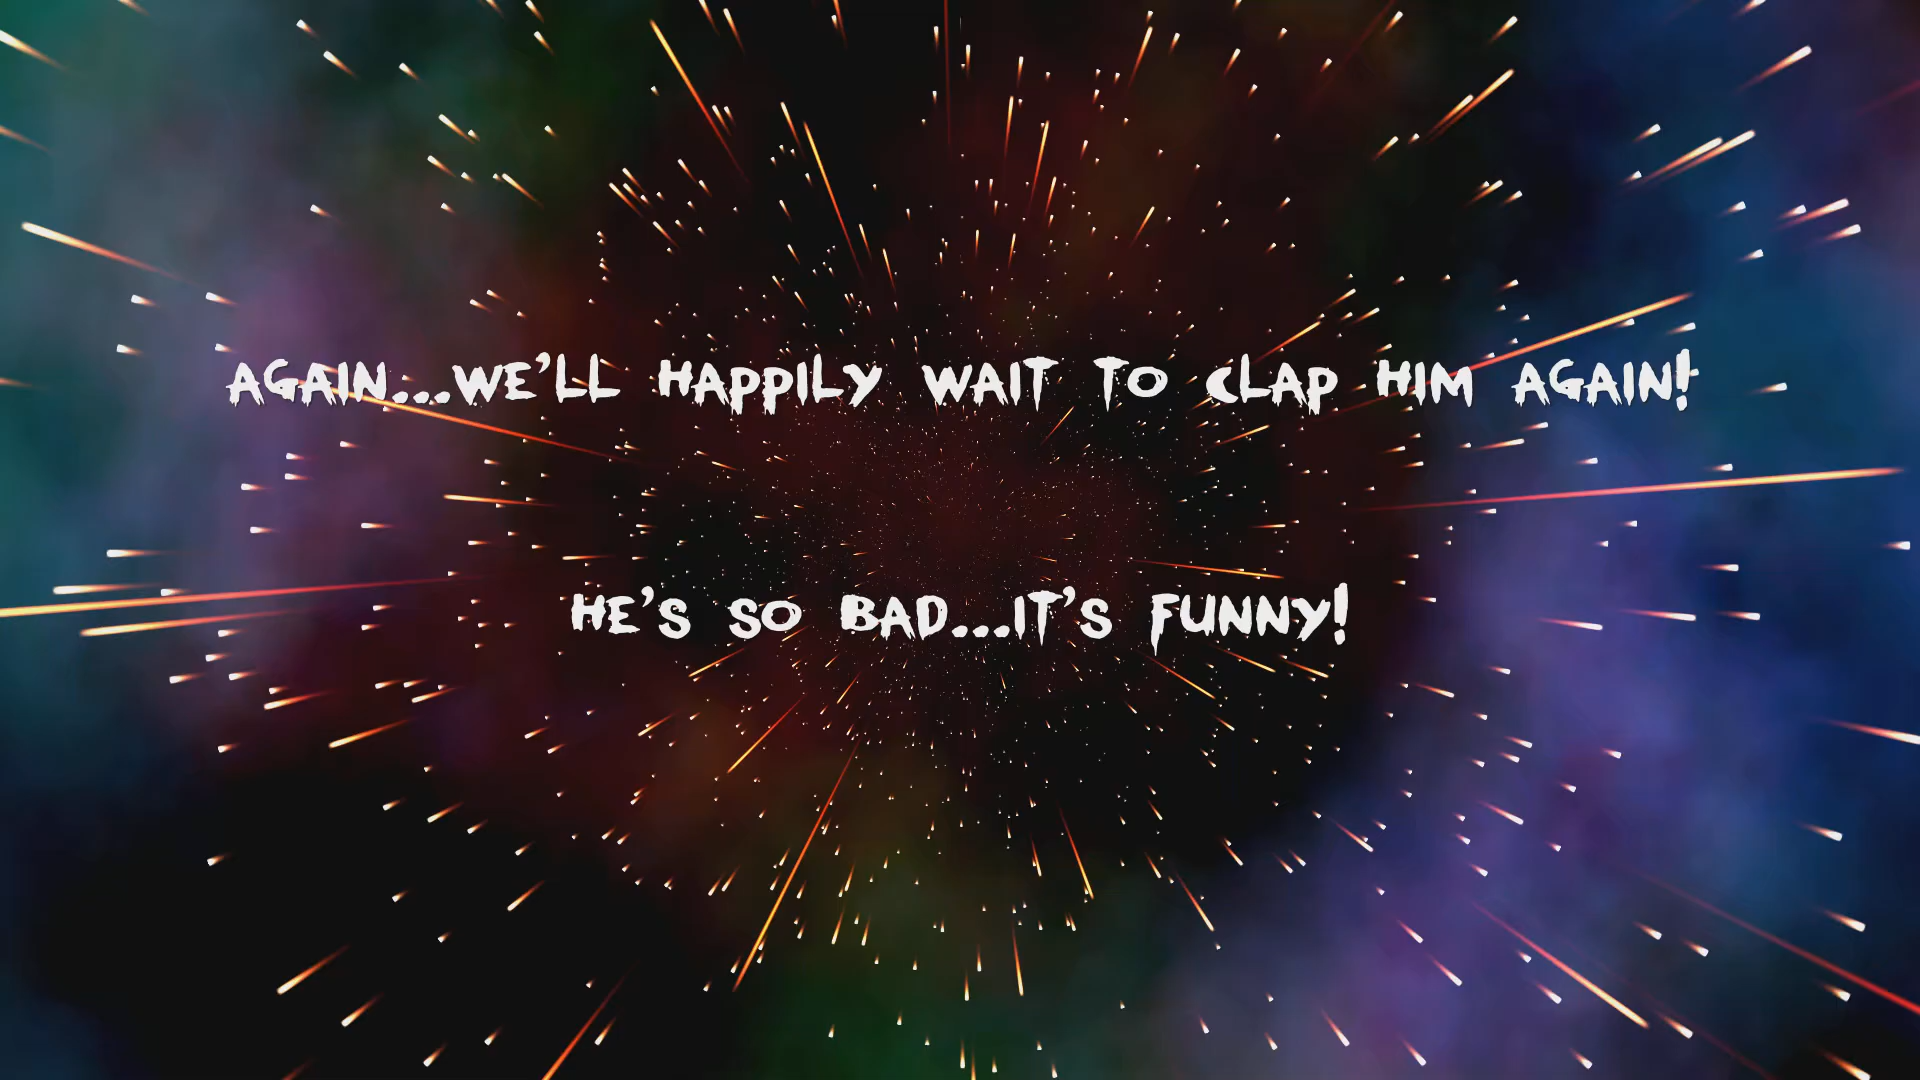 AGAIN...WE'LL HAPPILY WAIT TO CLAP HIM AGAIN!
HE'S SO BAD...IT'S FUNNY!